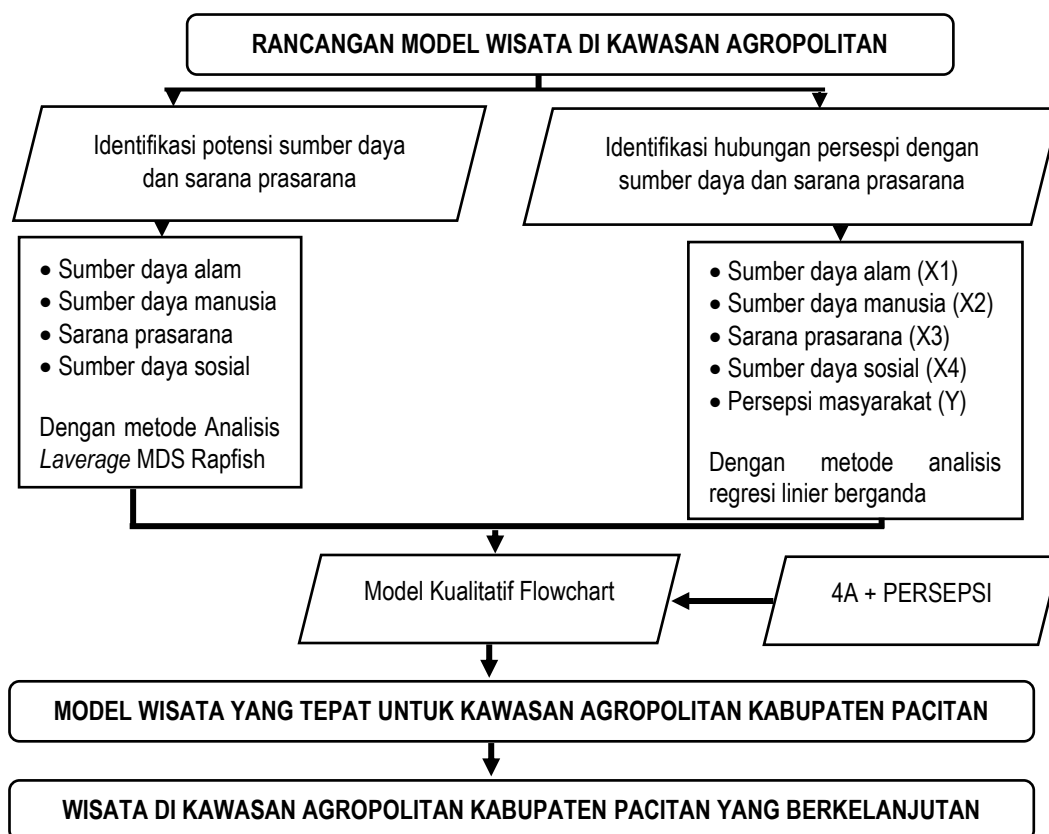 RANCANGAN MODEL WISATA DI KAWASAN AGROPOLITAN
Identifikasi potensi sumber daya
dan sarana prasarana
Identifikasi hubungan persespi dengan
sumber daya dan sarana prasarana
• Sumber daya alam
• Sumber daya manusia
• Sarana prasarana
• Sumber daya sosial
Dengan metode Analisis
Laverage MDS Rapfish
• Sumber daya alam (X1)
• Sumber daya manusia (X2)
• Sarana prasarana (X3)
• Sumber daya sosial (X4)
• Persepsi masyarakat (Y)
Dengan metode analisis
regresi linier berganda
Model Kualitatif Flowchart
4A + PERSEPSI
MODEL WISATA YANG TEPAT UNTUK KAWASAN AGROPOLITAN KABUPATEN PACITAN
WISATA DI KAWASAN AGROPOLITAN KABUPATEN PACITAN YANG BERKELANJUTAN